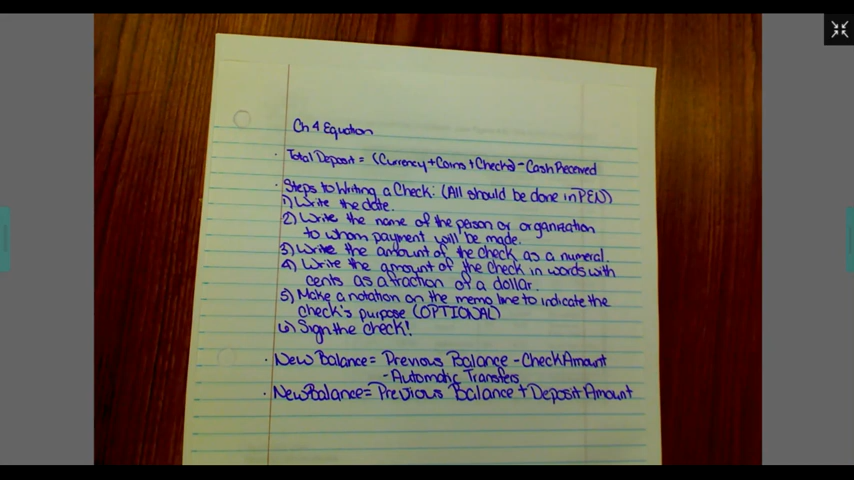 Ch 4 Equation
· Total Deposit = (Currency + Coins + Checks) - Cash Received
· Steps to Writing a Check: (All should be done in PEN)
1) Write the date.
2) Write the name of the person or organization
to whom payment will be made.
3) Write the amount of the check as a numeral.
4) Write the amount of the check in words with
cents as a fraction of a dollar.
5) Make a notation on the memo line to indicate the
check's purpose (OPTIONAL)
6) Sign the check!
· New Balance = Previous Balance - Check Amount
- Automatic Transfers
· New Balance = Previous Balance + Deposit Amount